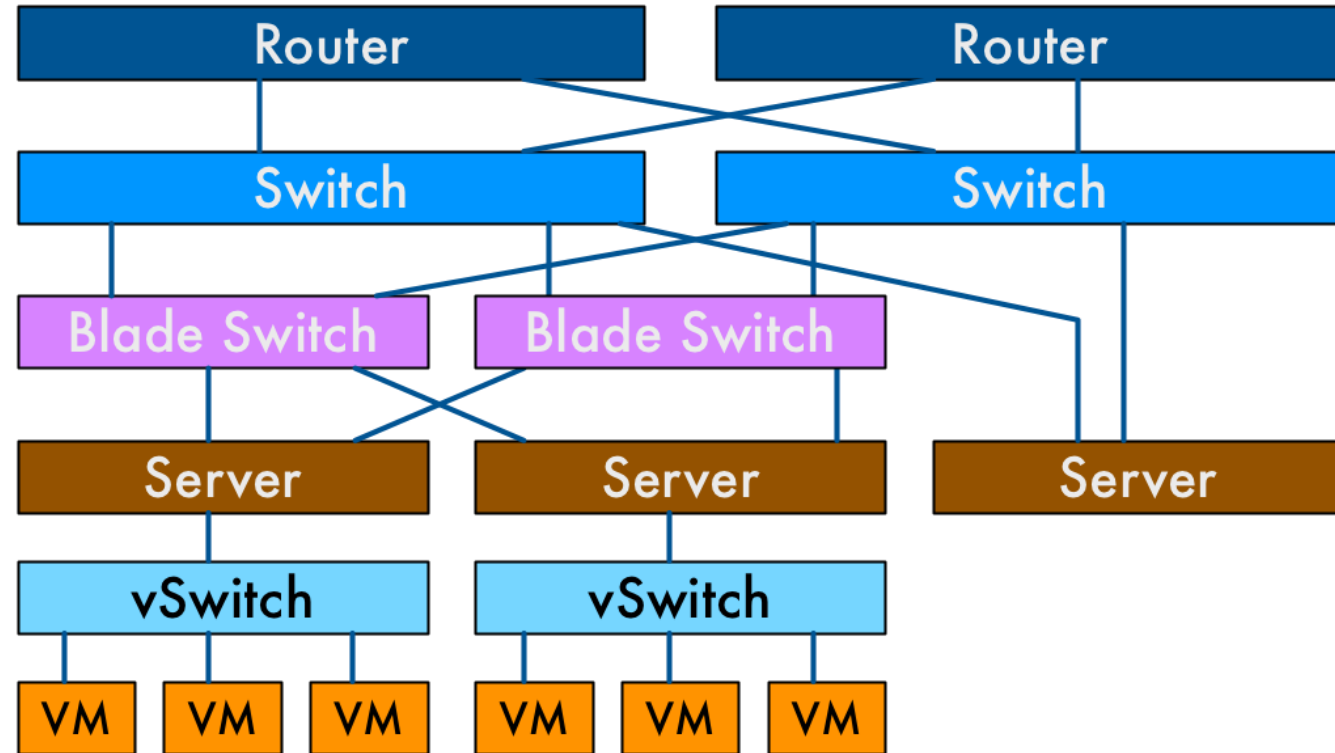 Router
Router
Switch
Switch
Blade Switch
Blade Switch
Server
Server
Server
vSwitch
vSwitch
VM
VM
VM
VM
VM
VM